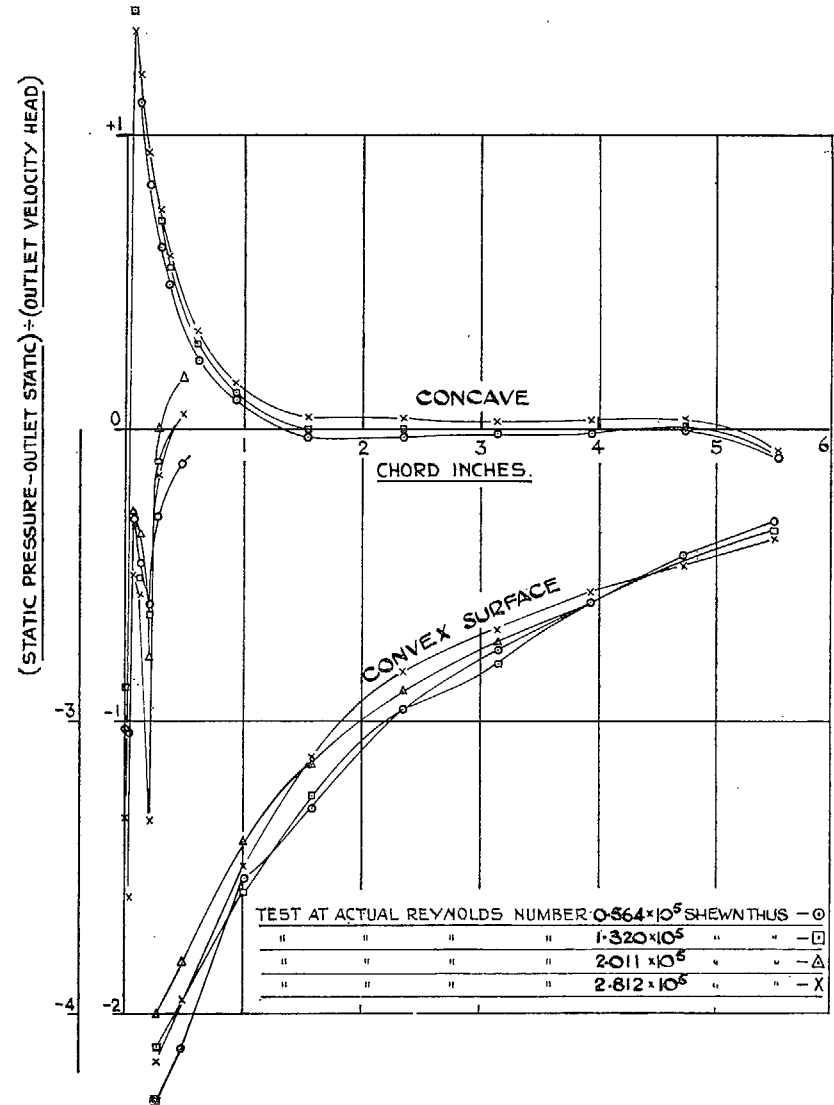 (STATIC PRESSURE-OUTLET STATIC)÷(OUTLET VELOCITY HEAD)
+1
0
-1
-2
-3
-4
1
2
3
4
5
6
CONCAVE
CHORD INCHES.
CONVEX SURFACE
TEST AT ACTUAL REYNOLDS NUMBER 0·564×10⁵ SHEWN THUS -⊙
" " " " 1·320×10⁵ " " -⊡
" " " " 2·011×10⁵ " " -△
" " " " 2·812×10⁵ " " -X